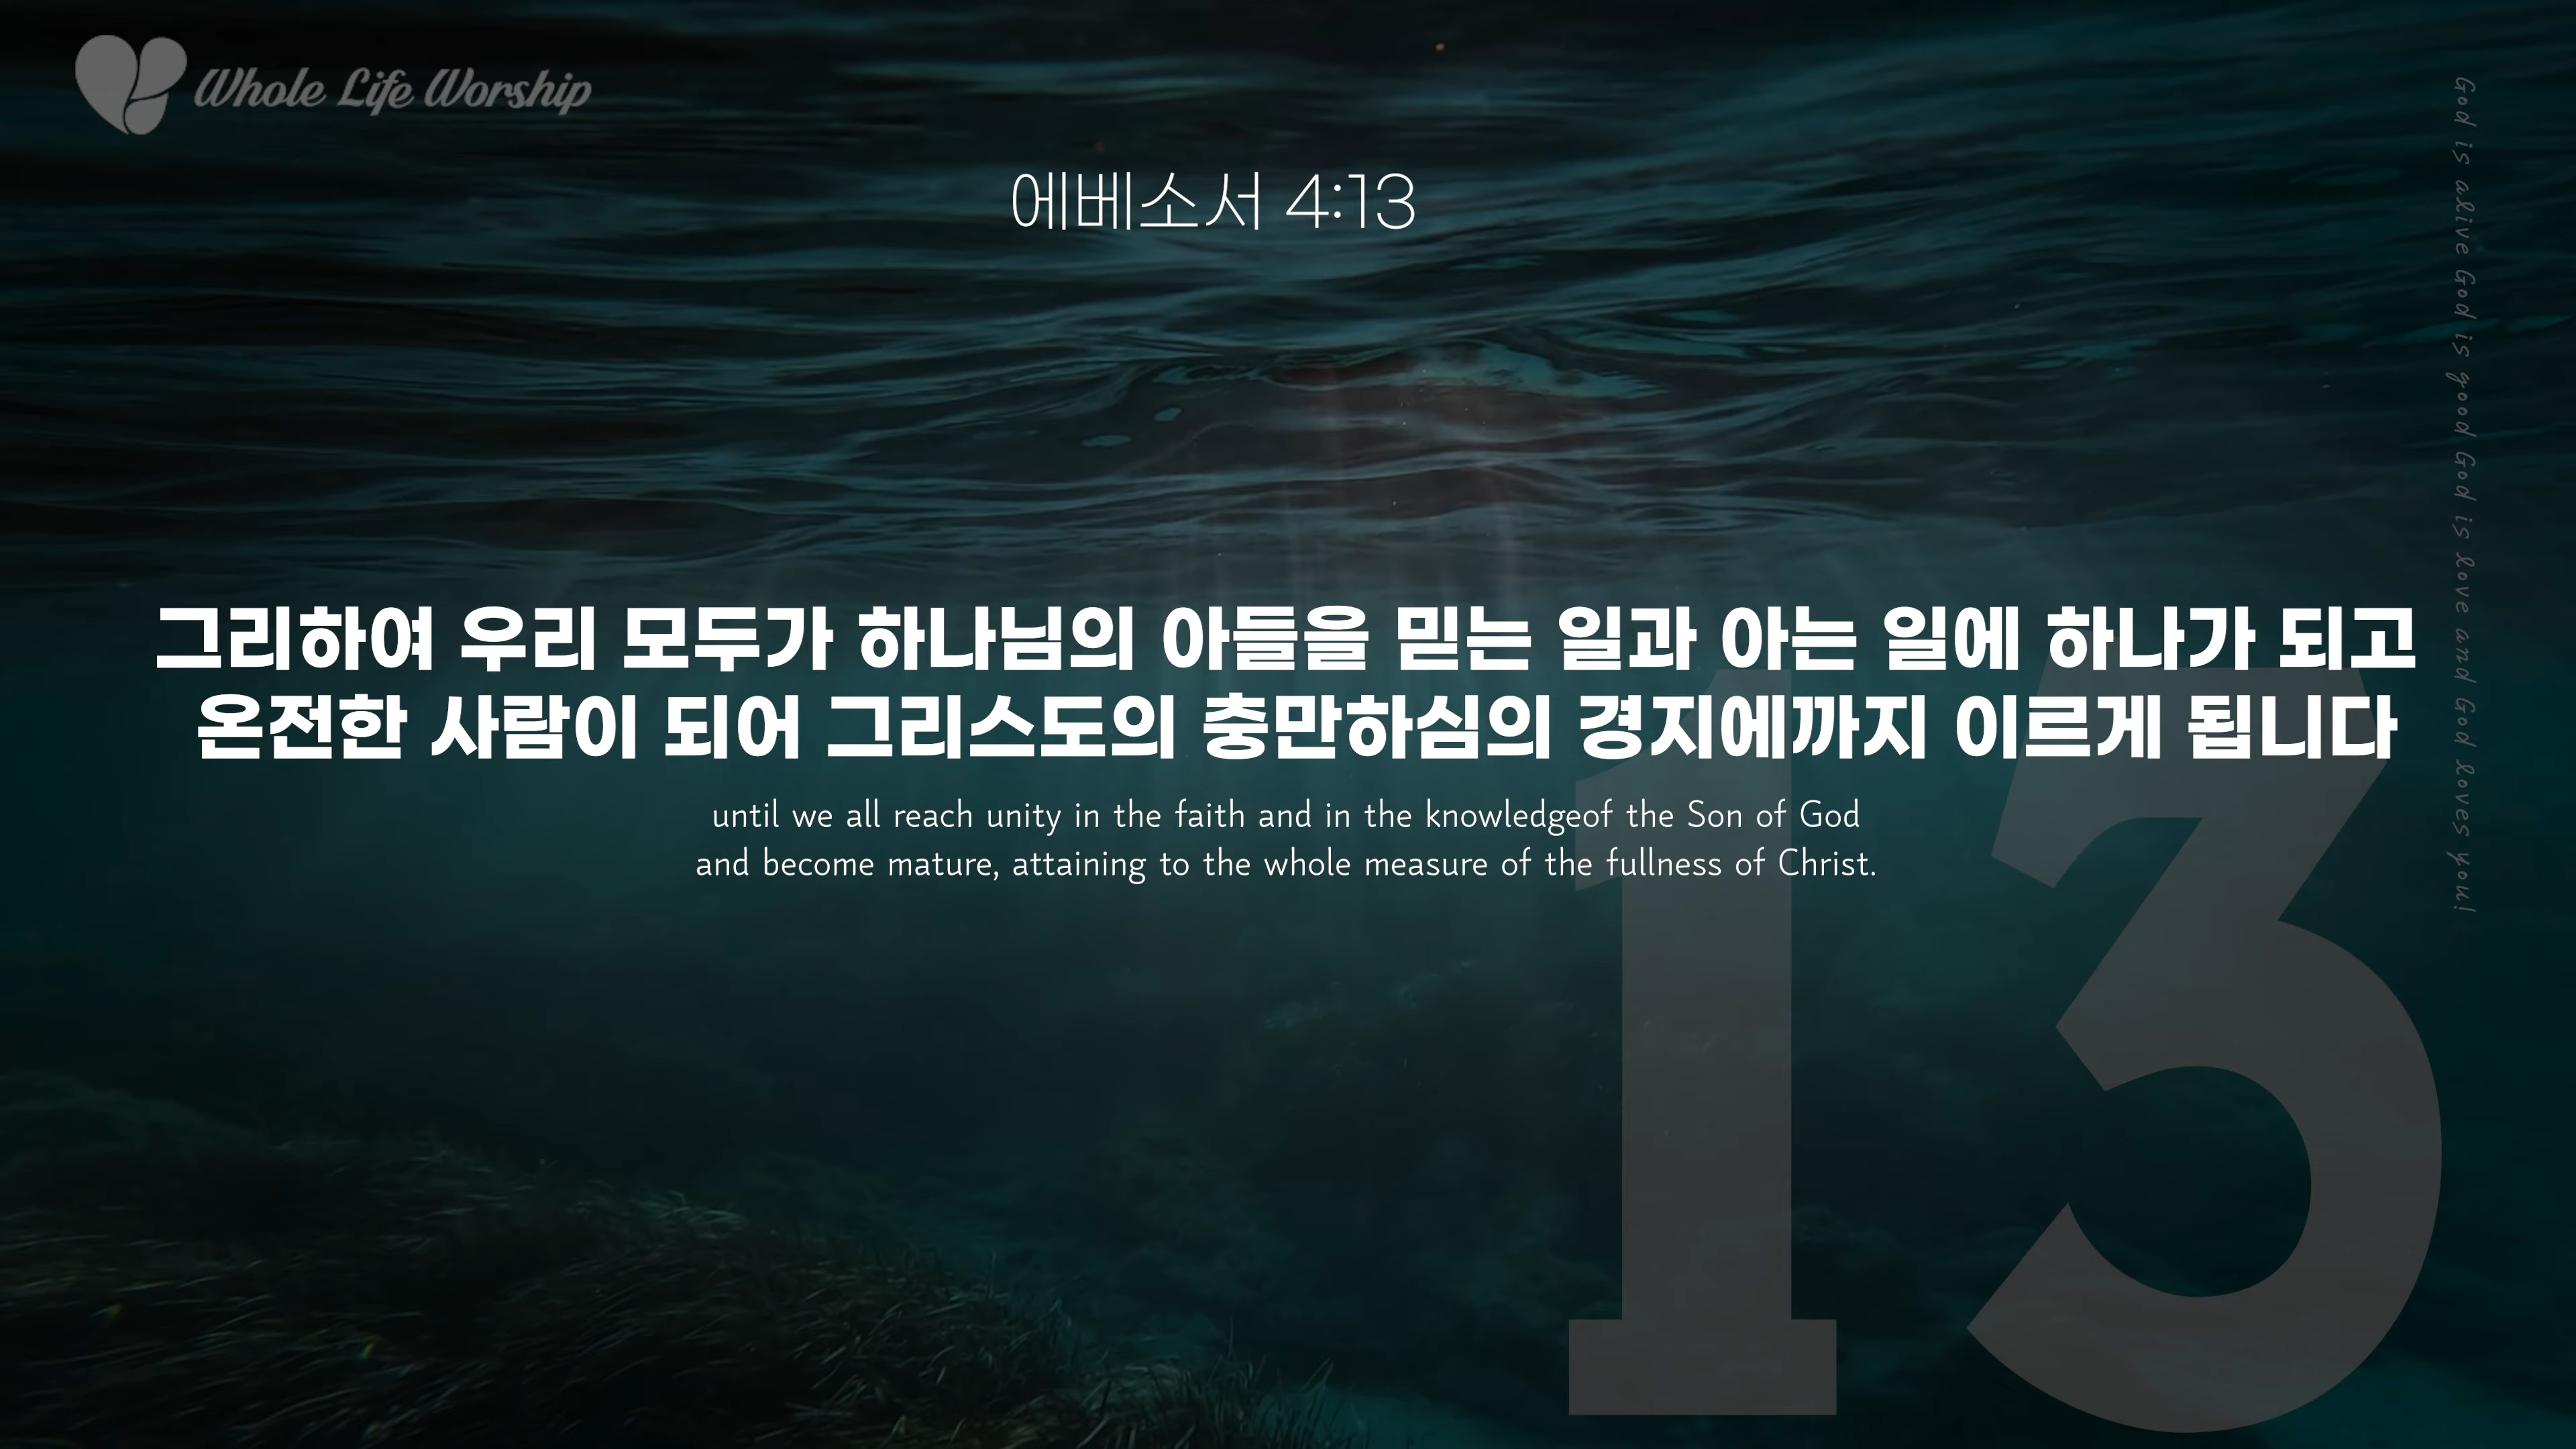 Whole Life Worship
에베소서 4:13
그리하여 우리 모두가 하나님의 아들을 믿는 일과 아는 일에 하나가 되고
온전한 사람이 되어 그리스도의 충만하심의 경지에까지 이르게 됩니다
until we all reach unity in the faith and in the knowledgeof the Son of God
and become mature, attaining to the whole measure of the fullness of Christ.
13
God is alive God is good God is love and God loves you!